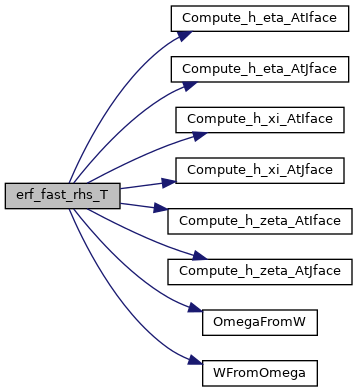 Compute_h_eta_AtIface
Compute_h_eta_AtJface
Compute_h_xi_AtIface
Compute_h_xi_AtJface
erf_fast_rhs_T
Compute_h_zeta_AtIface
Compute_h_zeta_AtJface
OmegaFromW
WFromOmega